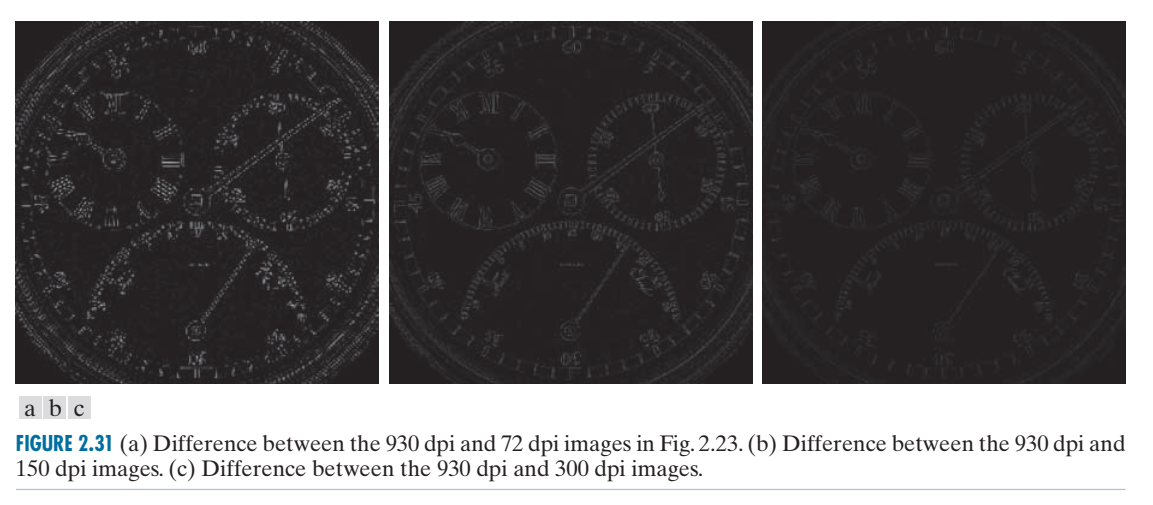 a b c
FIGURE 2.31 (a) Difference between the 930 dpi and 72 dpi images in Fig. 2.23. (b) Difference between the 930 dpi and
150 dpi images. (c) Difference between the 930 dpi and 300 dpi images.